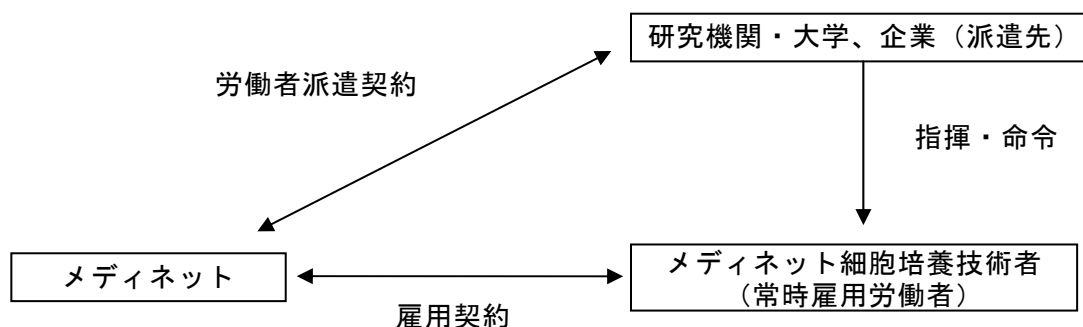 研究機関・大学、企業（派遣先）
労働者派遣契約
指揮・命令
メディネット
メディネット細胞培養技術者
（常時雇用労働者）
雇用契約